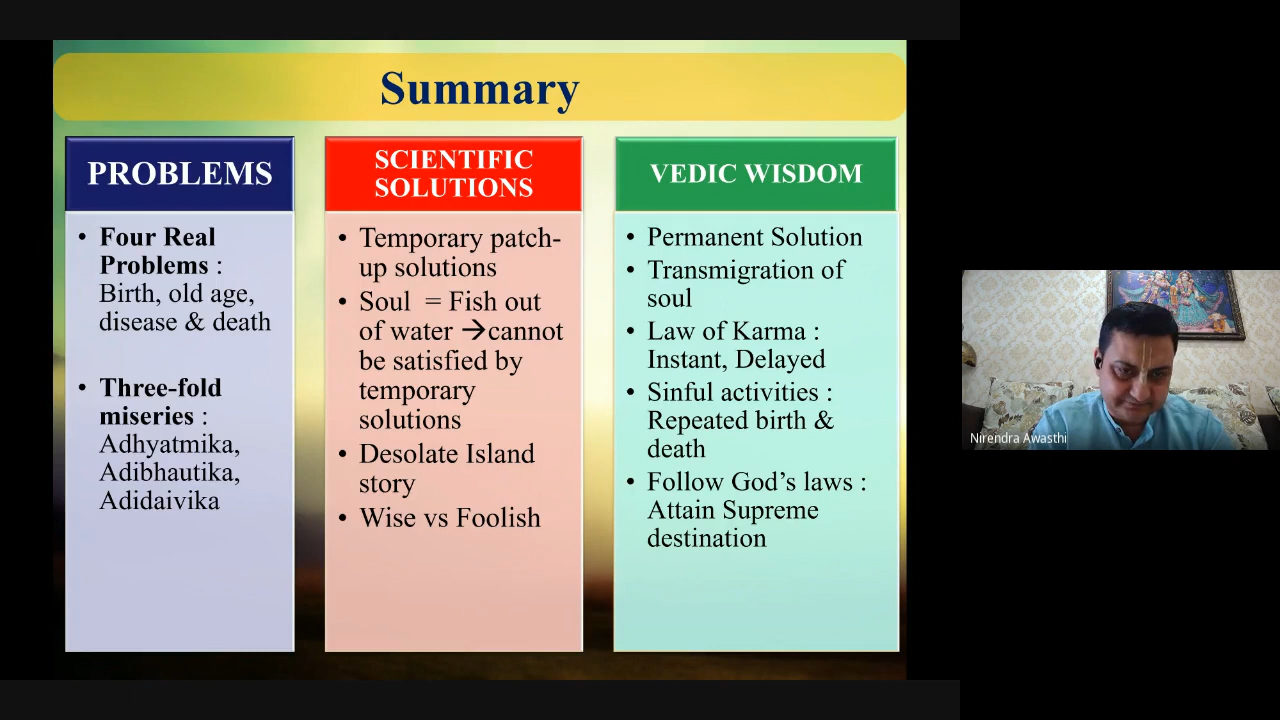 Summary
PROBLEMS
• Four Real
Problems :
Birth, old age,
disease & death
• Three-fold
miseries :
Adhyatmika,
Adibhautika,
Adidaivika
SCIENTIFIC
SOLUTIONS
• Temporary patch-
up solutions
• Soul = Fish out
of water →cannot
be satisfied by
temporary
solutions
• Desolate Island
story
• Wise vs Foolish
VEDIC WISDOM
• Permanent Solution
• Transmigration of
soul
• Law of Karma :
Instant, Delayed
• Sinful activities :
Repeated birth &
death
• Follow God’s laws :
Attain Supreme
destination
Nirendra Awasthi